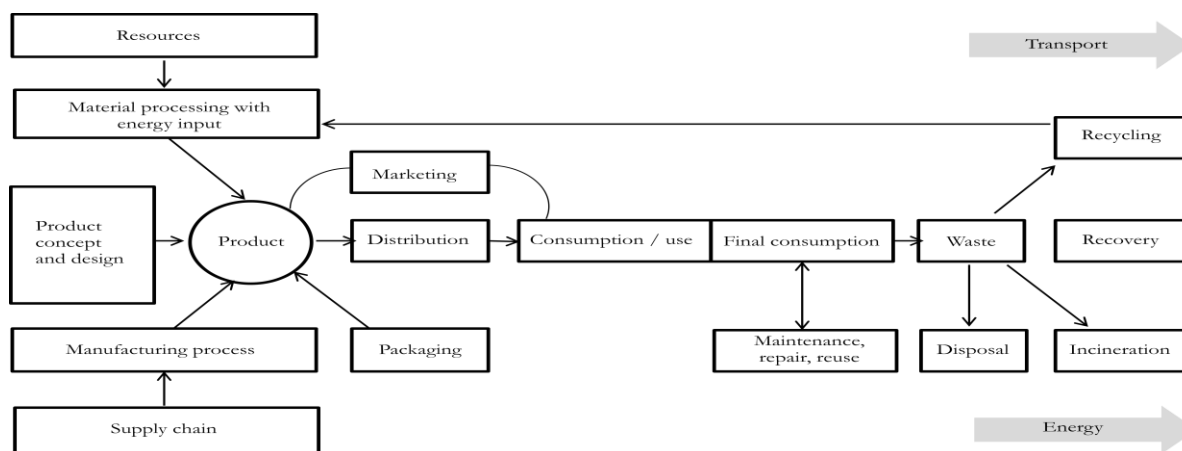 Resources
Transport
Material processing with
energy input
Recycling
Marketing
Product
concept
and design
Product
Distribution
Consumption / use
Final consumption
Waste
Recovery
Manufacturing process
Packaging
Maintenance,
repair, reuse
Disposal
Incineration
Supply chain
Energy